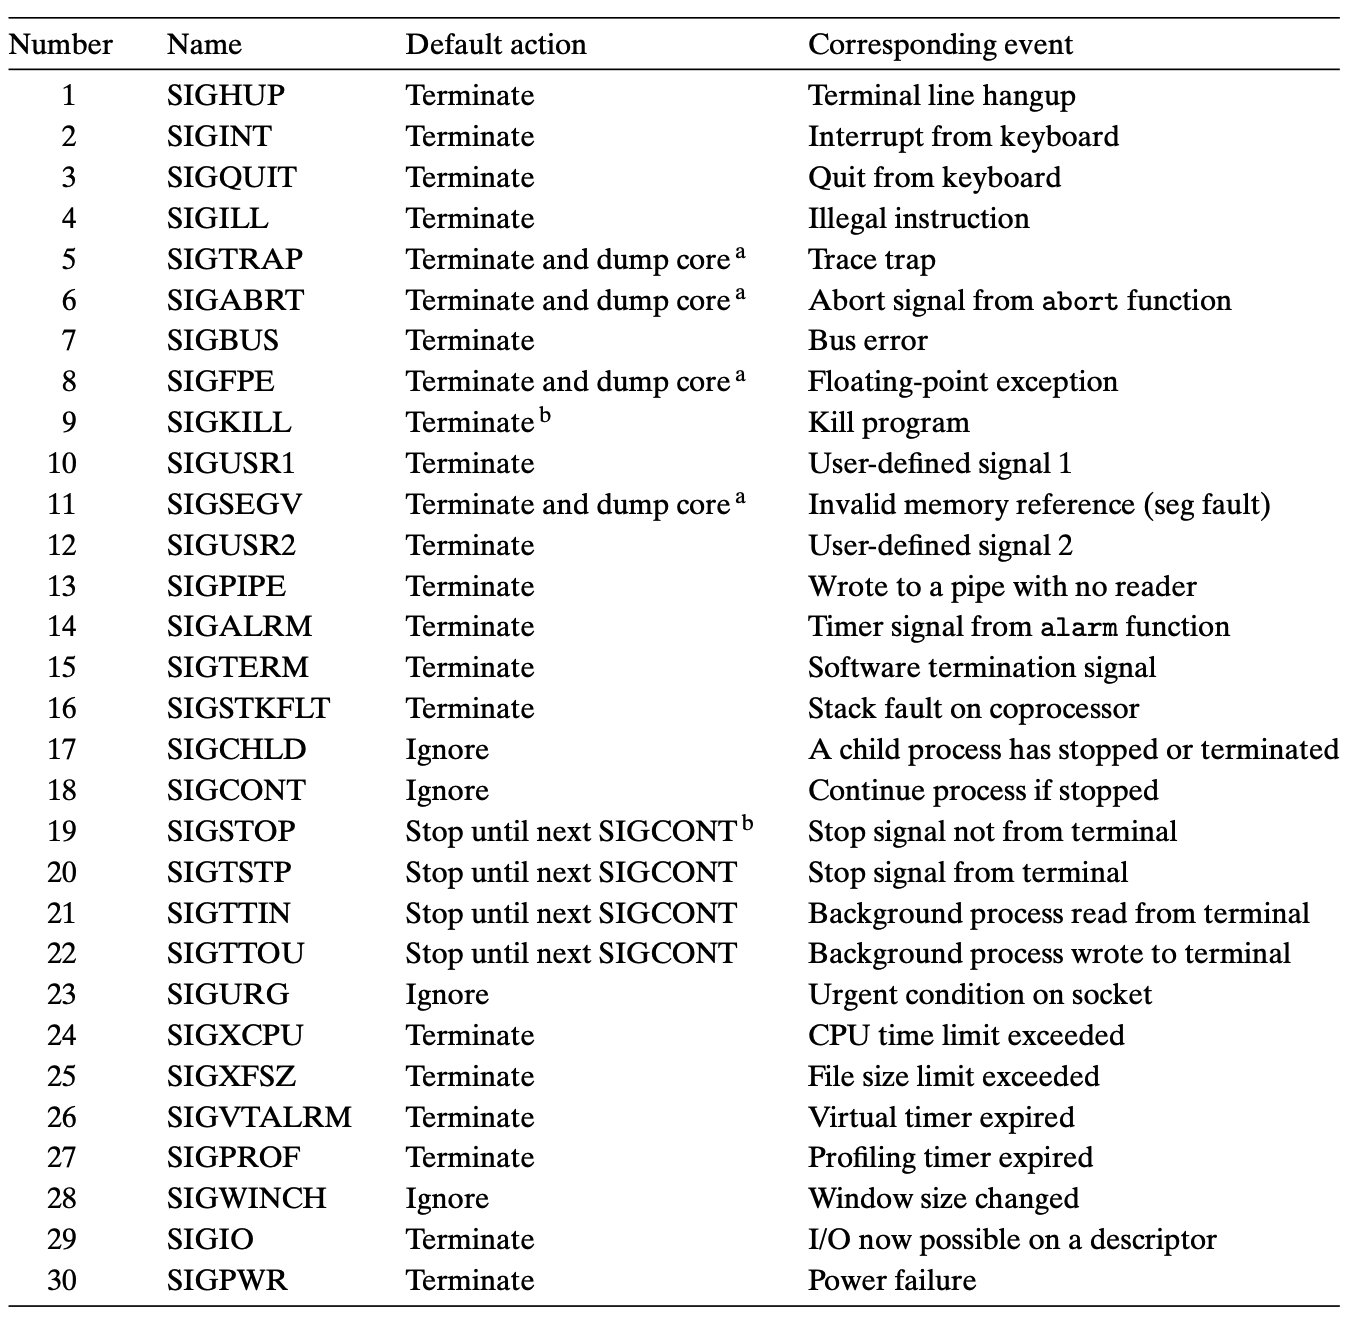 Number Name Default action Corresponding event
1 SIGHUP Terminate Terminal line hangup
2 SIGINT Terminate Interrupt from keyboard
3 SIGQUIT Terminate Quit from keyboard
4 SIGILL Terminate Illegal instruction
5 SIGTRAP Terminate and dump core a Trace trap
6 SIGABRT Terminate and dump core a Abort signal from abort function
7 SIGBUS Terminate Bus error
8 SIGFPE Terminate and dump core a Floating-point exception
9 SIGKILL Terminate b Kill program
10 SIGUSR1 Terminate User-defined signal 1
11 SIGSEGV Terminate and dump core a Invalid memory reference (seg fault)
12 SIGUSR2 Terminate User-defined signal 2
13 SIGPIPE Terminate Wrote to a pipe with no reader
14 SIGALRM Terminate Timer signal from alarm function
15 SIGTERM Terminate Software termination signal
16 SIGSTKFLT Terminate Stack fault on coprocessor
17 SIGCHLD Ignore A child process has stopped or terminated
18 SIGCONT Ignore Continue process if stopped
19 SIGSTOP Stop until next SIGCONT b Stop signal not from terminal
20 SIGTSTP Stop until next SIGCONT Stop signal from terminal
21 SIGTTIN Stop until next SIGCONT Background process read from terminal
22 SIGTTOU Stop until next SIGCONT Background process wrote to terminal
23 SIGURG Ignore Urgent condition on socket
24 SIGXCPU Terminate CPU time limit exceeded
25 SIGXFSZ Terminate File size limit exceeded
26 SIGVTALRM Terminate Virtual timer expired
27 SIGPROF Terminate Profiling timer expired
28 SIGWINCH Ignore Window size changed
29 SIGIO Terminate I/O now possible on a descriptor
30 SIGPWR Terminate Power failure